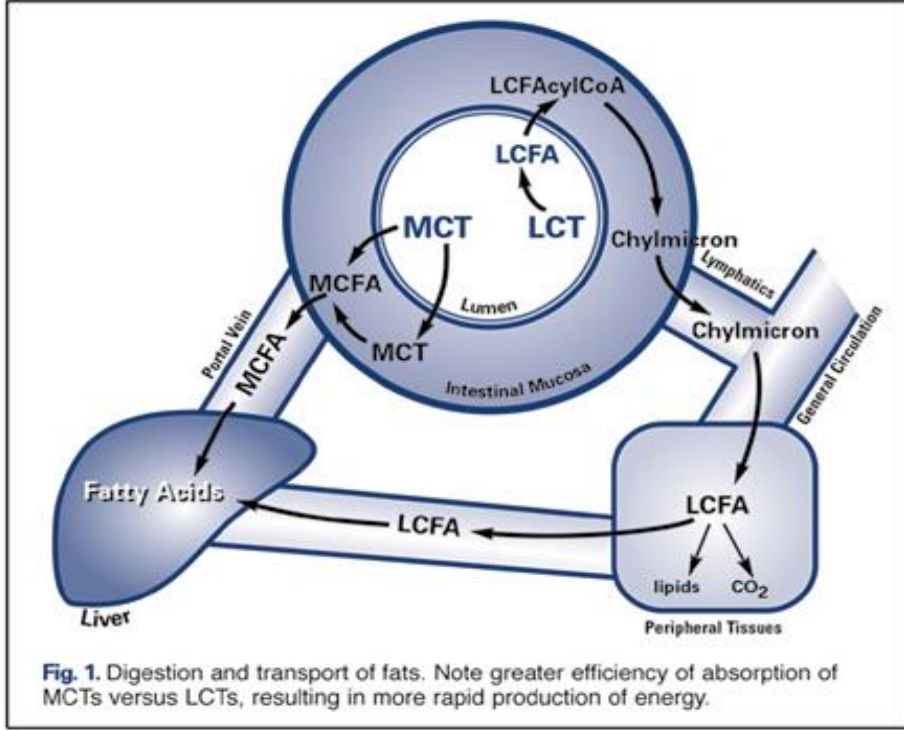 LCFAcylCoA
LCFA
MCT
LCT
Chylmicron
MCFA
Lumen
Lymphatics
MCT
Chylmicron
Portal Vein
MCFA
Intestinal Mucosa
General Circulation
Fatty Acids
LCFA
LCFA
lipids
CO₂
Liver
Peripheral Tissues
Fig. 1. Digestion and transport of fats. Note greater efficiency of absorption of
MCTs versus LCTs, resulting in more rapid production of energy.